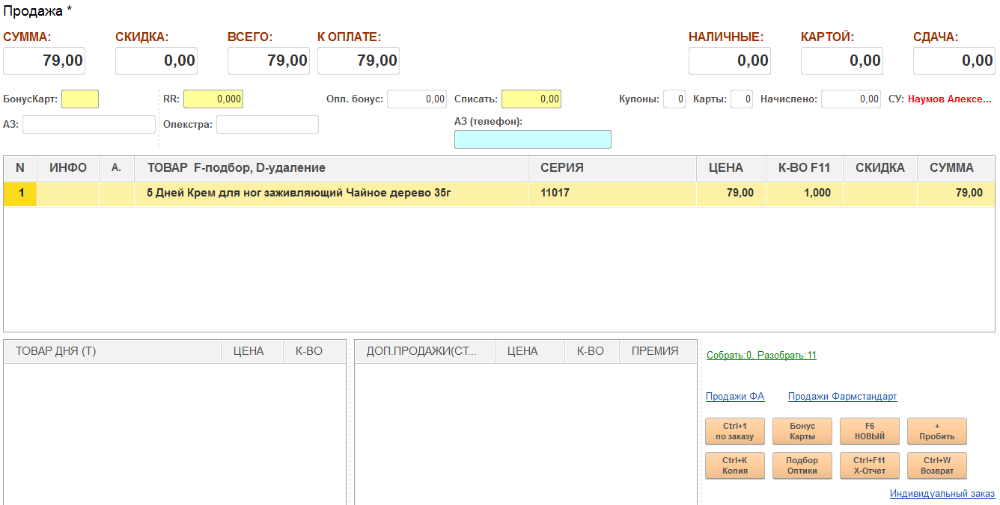 Продажа *
СУММА: СКИДКА: ВСЕГО: К ОПЛАТЕ: НАЛИЧНЫЕ: КАРТОЙ: СДАЧА:
79,00 0,00 79,00 79,00 0,00 0,00 0,00
БонусКарт: RR: 0,000 Опл. бонус: 0,00 Списать: 0,00 Купоны: 0 Карты: 0 Начислено: 0,00 СУ: Наумов Алексе...
АЗ: Олекстра: АЗ (телефон):
N ИНФО А. ТОВАР F-подбор, D-удаление СЕРИЯ ЦЕНА К-ВО F11 СКИДКА СУММА
1 5 Дней Крем для ног заживляющий Чайное дерево 35г 11017 79,00 1,000 79,00
ТОВАР ДНЯ (Т) ЦЕНА К-ВО ДОП.ПРОДАЖИ(СТ... ЦЕНА К-ВО ПРЕМИЯ
Собрать:0, Разобрать:11
Продажи ФА Продажи Фармстандарт
Ctrl+1 Бонус F6 +
по заказу Карты НОВЫЙ Пробить
Ctrl+K Подбор Ctrl+F11 Ctrl+W
Копия Оптики Х-Отчет Возврат
Индивидуальный заказ